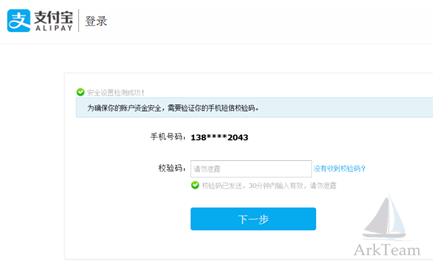 支付宝 登录
ALIPAY
安全设置检测成功！
为确保你的账户资金安全，需要验证你的手机短信校验码。
手机号码：138****2043
校验码： 请勿泄露 没有收到校验码？
校验码已发送，30分钟内输入有效，请勿泄露
下一步
ArkTeam